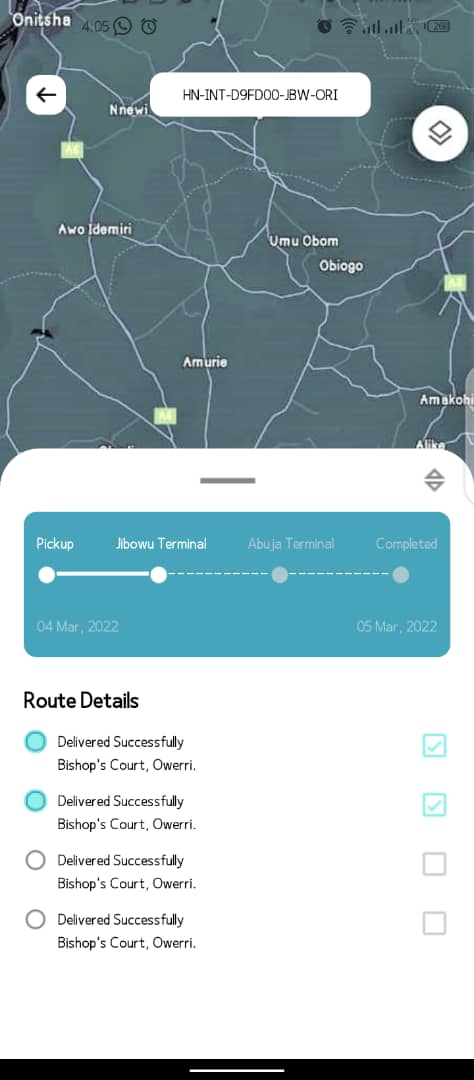 Onitsha
4:05
26
HN-INT-D9FD00-JBW-ORI
Nnewi
A6
Awo Idemiri
Umu Obom
Obiogo
A3
Amurie
Amakohi
A6
Alike
Pickup
Jibowu Terminal
Abuja Terminal
Completed
04 Mar, 2022
05 Mar, 2022
Route Details
Delivered Successfully
Bishop's Court, Owerri.
Delivered Successfully
Bishop's Court, Owerri.
Delivered Successfully
Bishop's Court, Owerri.
Delivered Successfully
Bishop's Court, Owerri.